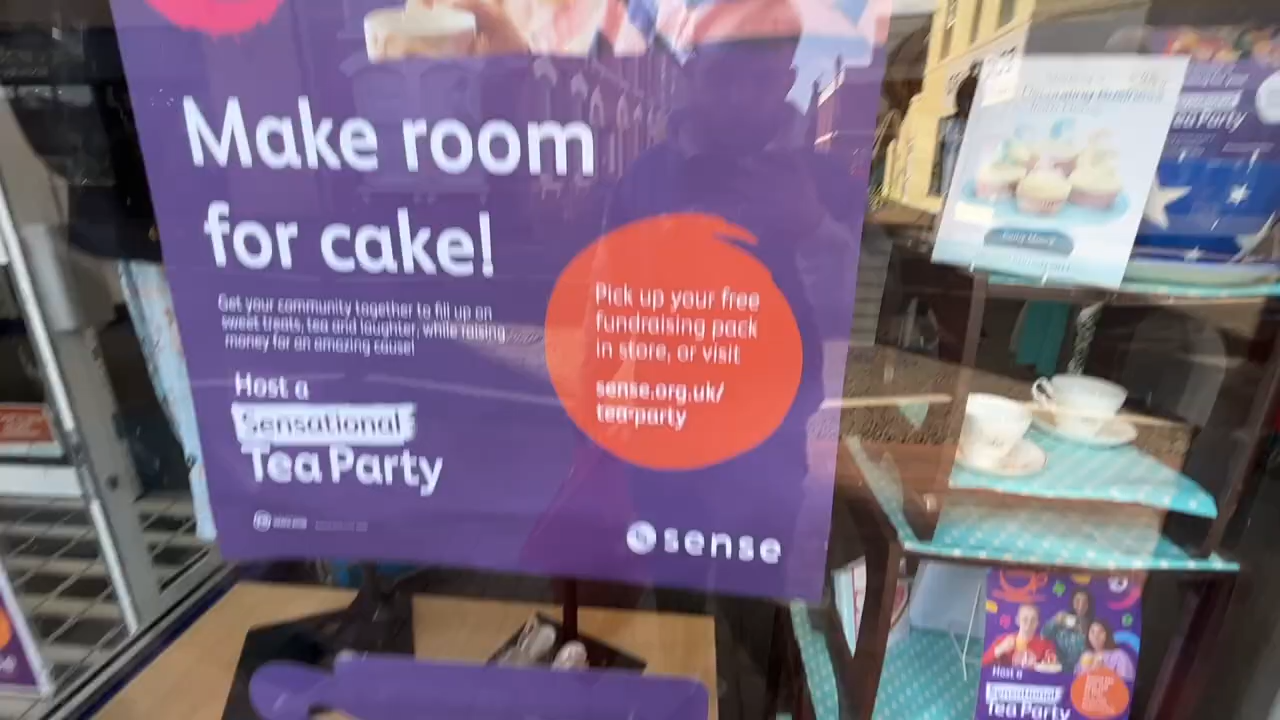 Make room
for cake!
Get your community together to fill up on
sweet treats, tea and laughter, while raising
money for an amazing cause!
Host a
Sensational
Tea Party
Pick up your free
fundraising pack
in store, or visit
sense.org.uk/
tea-party
sense
Tea Party
Host a
Sensational
Tea Party